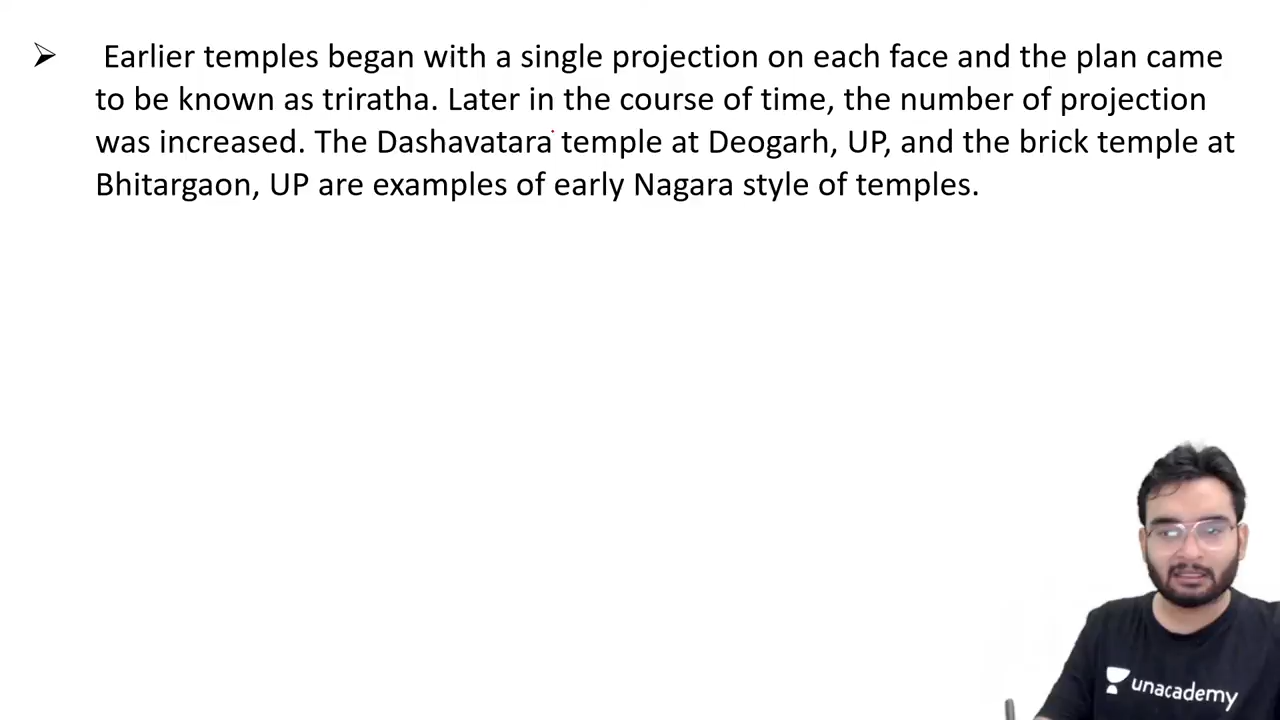 ➢ Earlier temples began with a single projection on each face and the plan came
to be known as triratha. Later in the course of time, the number of projection
was increased. The Dashavatara temple at Deogarh, UP, and the brick temple at
Bhitargaon, UP are examples of early Nagara style of temples.
unacademy